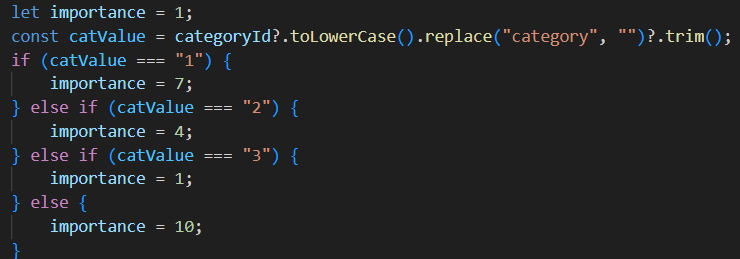 let importance = 1;
const catValue = categoryId?.toLowerCase().replace("category", "")?.trim();
if (catValue === "1") {
    importance = 7;
} else if (catValue === "2") {
    importance = 4;
} else if (catValue === "3") {
    importance = 1;
} else {
    importance = 10;
}